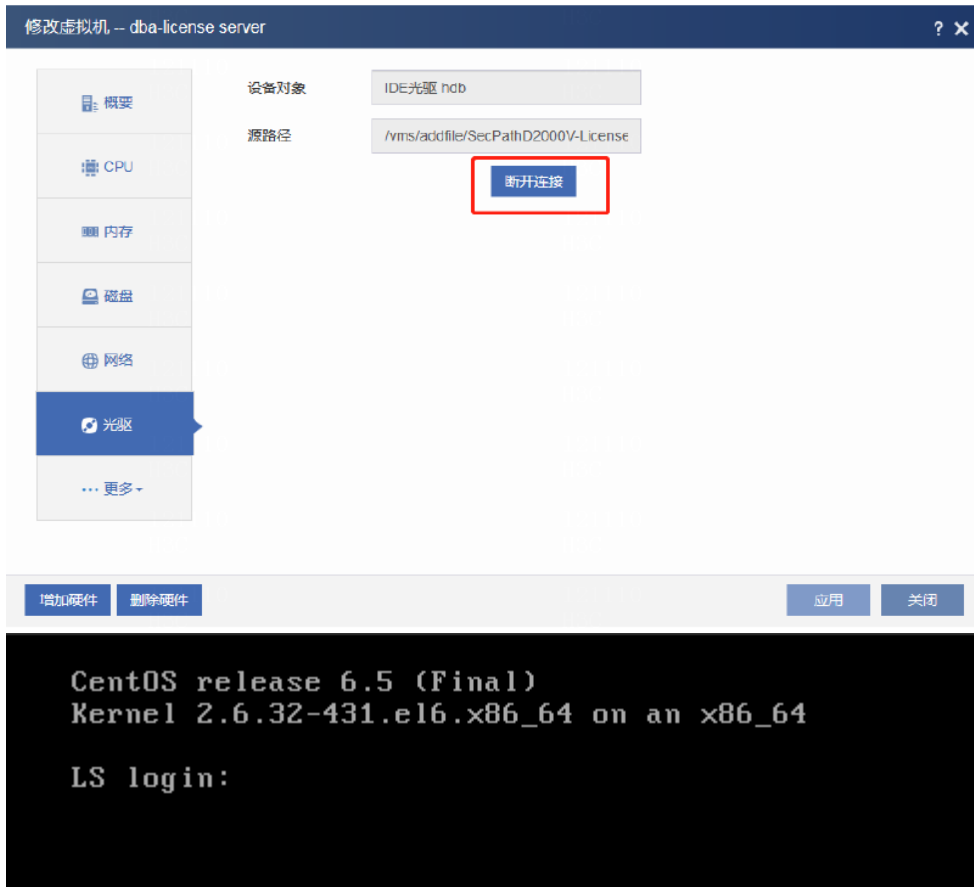 修改虚拟机 -- dba-license server
? ×
概要
CPU
内存
磁盘
网络
光驱
··· 更多
设备对象 IDE光驱 hdb
源路径 /vms/addfile/SecPathD2000V-License
断开连接
增加硬件 删除硬件 应用 关闭
CentOS release 6.5 (Final)
Kernel 2.6.32-431.el6.x86_64 on an x86_64
LS login: